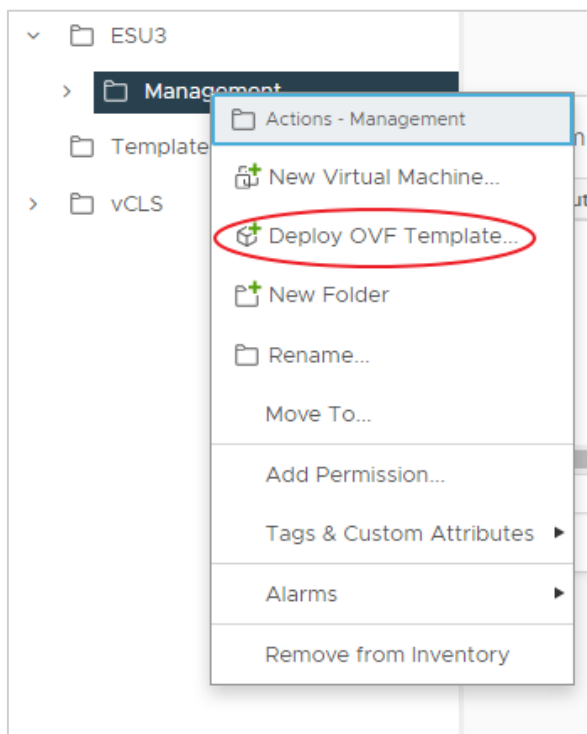 ESU3
Management
Actions - Management
Template
New Virtual Machine...
vCLS
Deploy OVF Template...
New Folder
Rename...
Move To...
Add Permission...
Tags & Custom Attributes
Alarms
Remove from Inventory